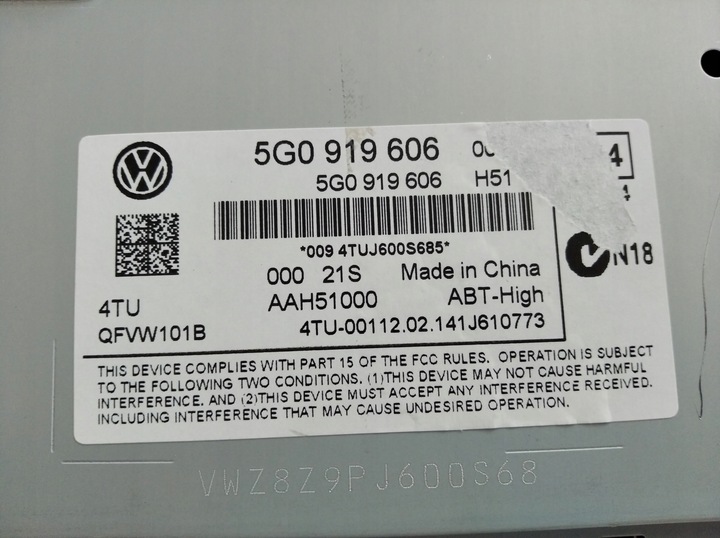 5G0 919 606
5G0 919 606 H51
4
4
*009 4TUJ600S685*
N18
000 21S Made in China
4TU AAH51000 ABT-High
QFVW101B 4TU-00112.02.141J610773
THIS DEVICE COMPLIES WITH PART 15 OF THE FCC RULES. OPERATION IS SUBJECT
TO THE FOLLOWING TWO CONDITIONS. (1)THIS DEVICE MAY NOT CAUSE HARMFUL
INTERFERENCE. AND (2)THIS DEVICE MUST ACCEPT ANY INTERFERENCE RECEIVED.
INCLUDING INTERFERENCE THAT MAY CAUSE UNDESIRED OPERATION.
VWZ8Z9PJ600S68